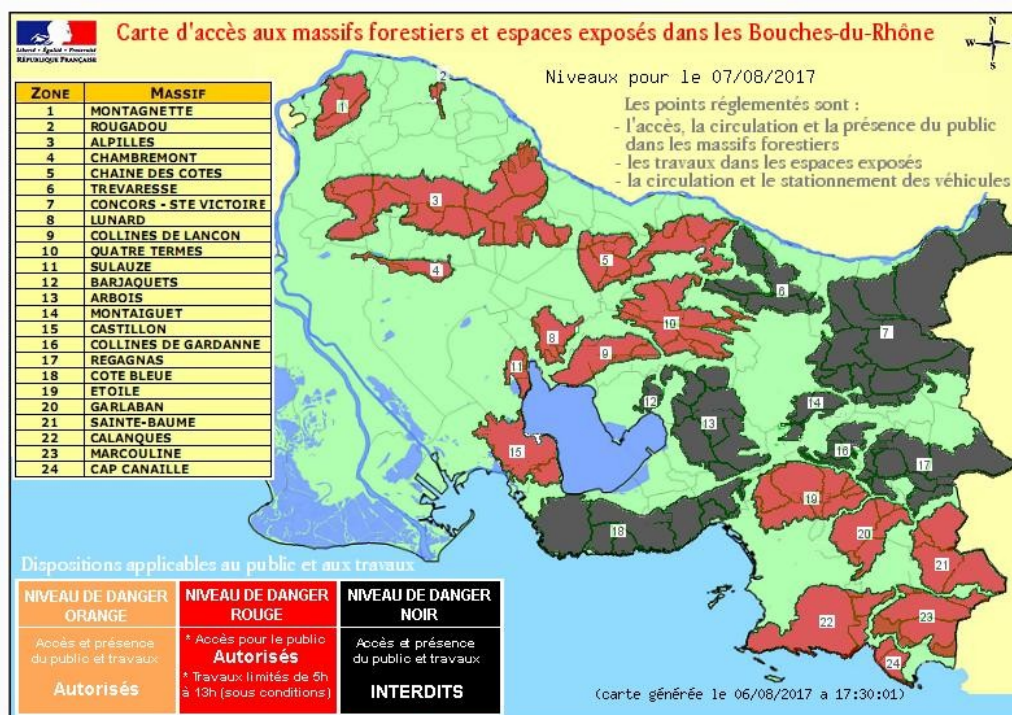 Carte d'accès aux massifs forestiers et espaces exposés dans les Bouches-du-Rhône
Liberté • Égalité • Fraternité
RÉPUBLIQUE FRANÇAISE
N
W
E
S
Niveaux pour le 07/08/2017
Les points réglementés sont :
- l'accès, la circulation et la présence du public
dans les massifs forestiers
- les travaux dans les espaces exposés
- la circulation et le stationnement des véhicules
ZONE MASSIF
1 MONTAGNETTE
2 ROUGADOU
3 ALPILLES
4 CHAMBREMONT
5 CHAINE DES COTES
6 TREVARESSE
7 CONCORS - STE VICTOIRE
8 LUNARD
9 COLLINES DE LANCON
10 QUATRE TERMES
11 SULAUZE
12 BARJAQUETS
13 ARBOIS
14 MONTAIGUET
15 CASTILLON
16 COLLINES DE GARDANNE
17 REGAGNAS
18 COTE BLEUE
19 ETOILE
20 GARLABAN
21 SAINTE-BAUME
22 CALANQUES
23 MARCOULINE
24 CAP CANAILLE
1
2
3
4
5
6
7
8
9
10
11
12
13
14
15
16
17
18
19
20
21
22
23
24
Dispositions applicables au public et aux travaux
NIVEAU DE DANGER
ORANGE
Accès et présence
du public et travaux
Autorisés
NIVEAU DE DANGER
ROUGE
* Accès pour le public
Autorisés
* Travaux limités de 5h
à 13h (sous conditions)
NIVEAU DE DANGER
NOIR
Accès et présence
du public et travaux
INTERDITS
(carte générée le 06/08/2017 a 17:30:01)